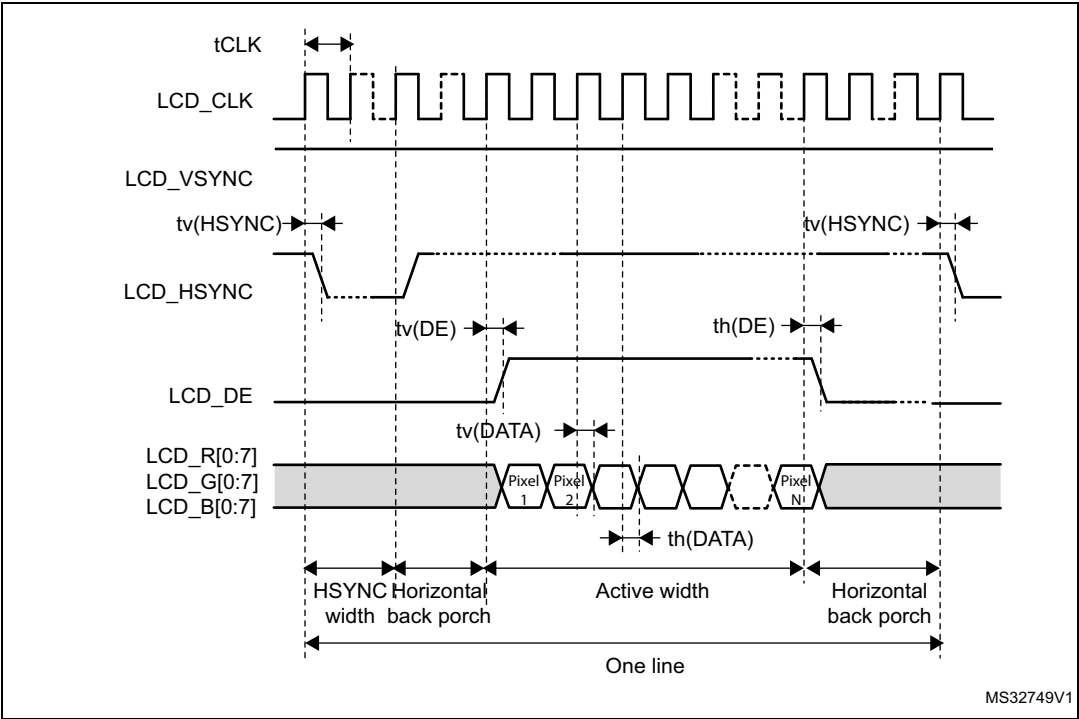 tCLK
LCD_CLK
LCD_VSYNC
tv(HSYNC)
tv(HSYNC)
LCD_HSYNC
tv(DE)
th(DE)
LCD_DE
tv(DATA)
LCD_R[0:7]
LCD_G[0:7]
LCD_B[0:7]
Pixel
1
Pixel
2
Pixel
N
th(DATA)
HSYNC
width
Horizontal
back porch
Active width
Horizontal
back porch
One line
MS32749V1